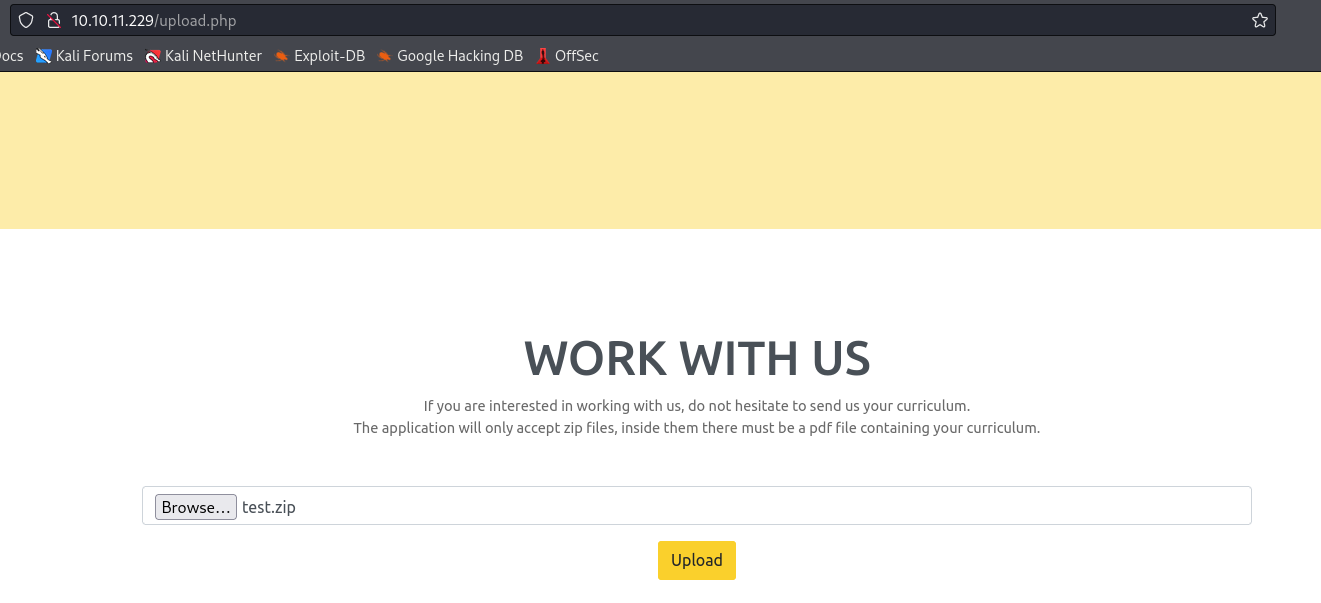 10.10.11.229/upload.php
ocs Kali Forums Kali NetHunter Exploit-DB Google Hacking DB OffSec
WORK WITH US
If you are interested in working with us, do not hesitate to send us your curriculum.
The application will only accept zip files, inside them there must be a pdf file containing your curriculum.
Browse... test.zip
Upload